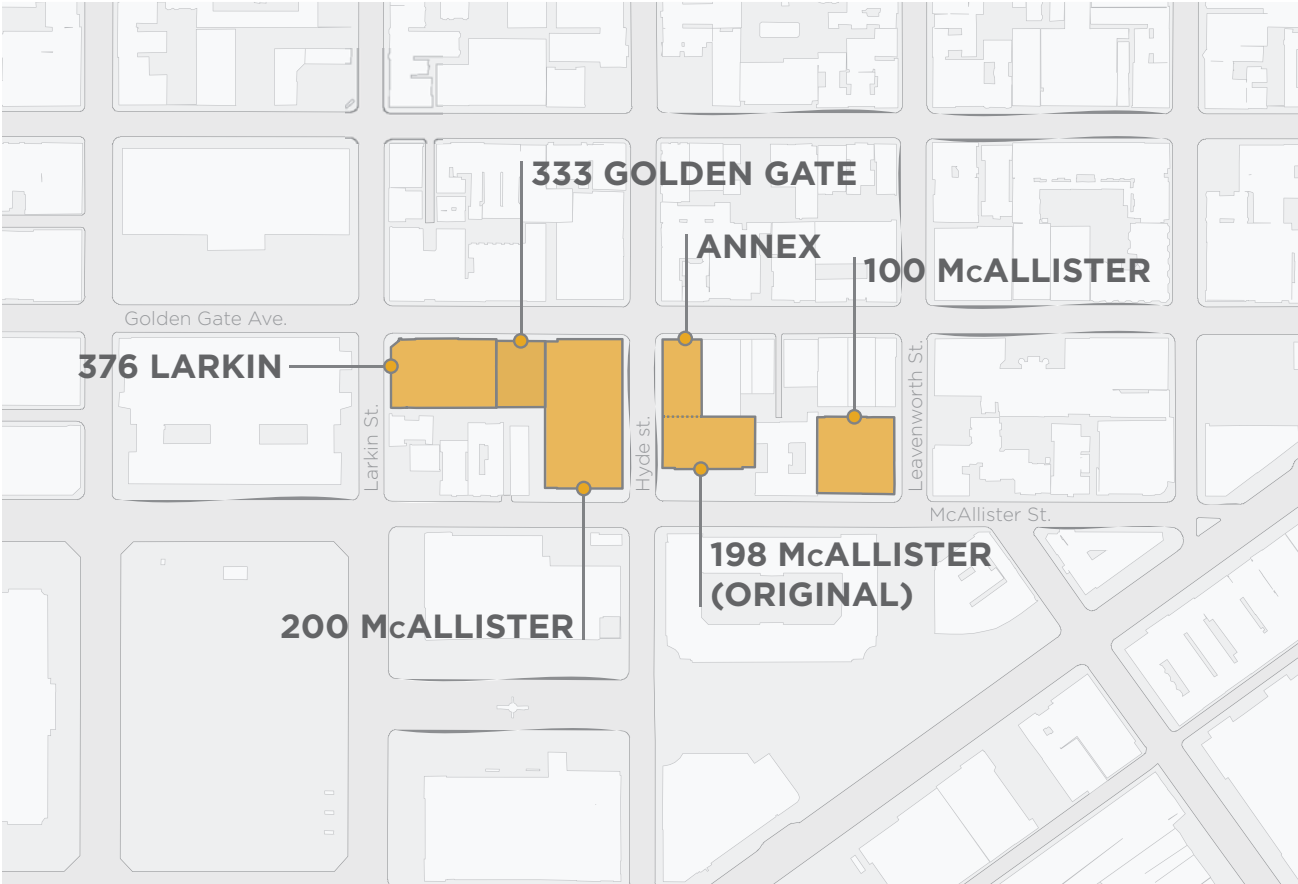 333 GOLDEN GATE
ANNEX
100 McALLISTER
Golden Gate Ave.
376 LARKIN
Larkin St.
Hyde st.
Leavenworth St.
McAllister St.
198 McALLISTER
(ORIGINAL)
200 McALLISTER